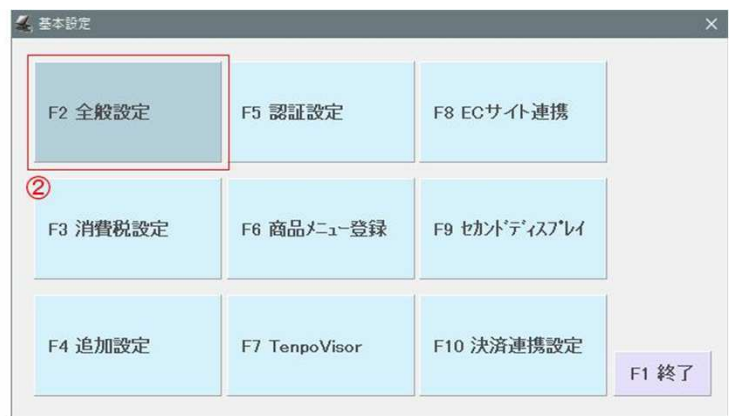 基本設定
F2 全般設定
F5 認証設定
F8 ECサイト連携
②
F3 消費税設定
F6 商品ﾒﾆｭｰ登録
F9 ｾｶﾝﾄﾞﾃﾞｨｽﾌﾟﾚｲ
F4 追加設定
F7 TenpoVisor
F10 決済連携設定
F1 終了